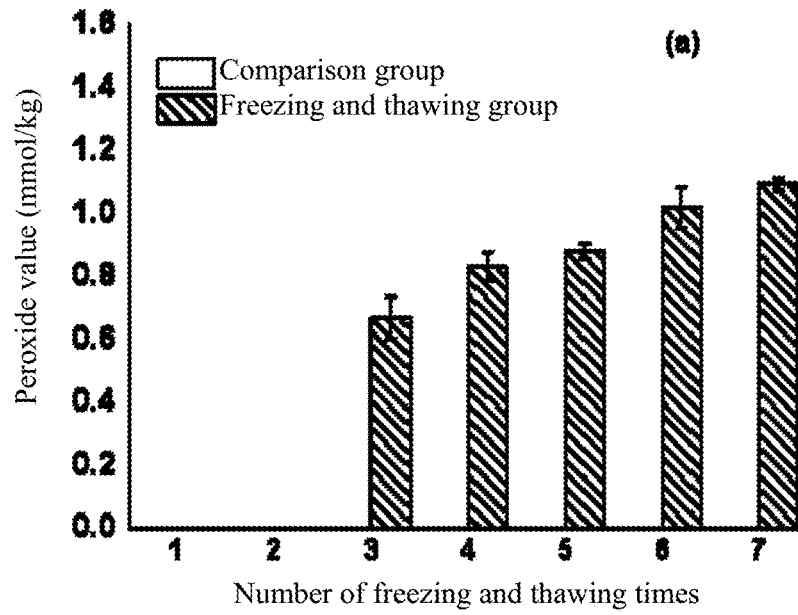 (a)
Comparison group
Freezing and thawing group
Peroxide value (mmol/kg)
1.6
1.4
1.2
1.0
0.8
0.6
0.4
0.2
0.0
1 2 3 4 5 6 7
Number of freezing and thawing times